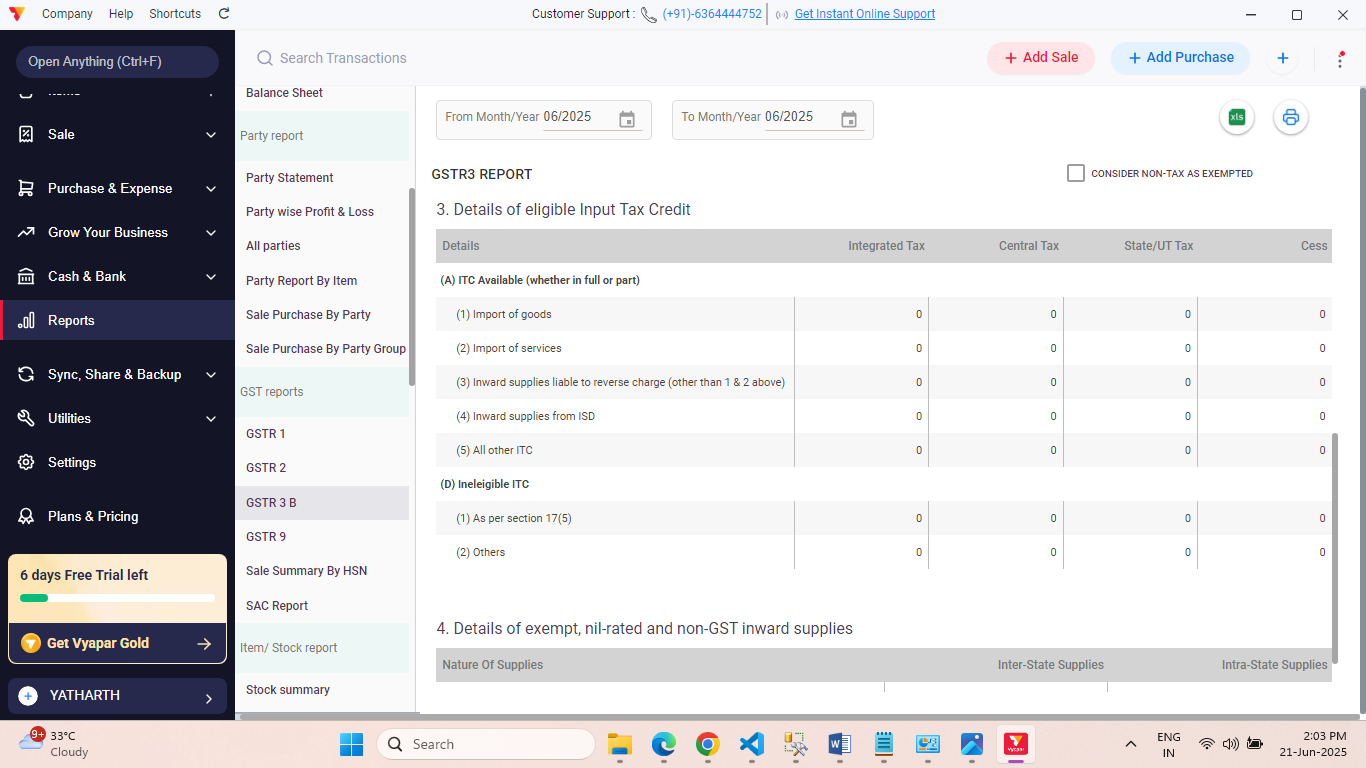 Company Help Shortcuts
Customer Support : (+91)-6364444752 Get Instant Online Support
Open Anything (Ctrl+F)
Search Transactions
+ Add Sale
+ Add Purchase
Sale
Purchase & Expense
Grow Your Business
Cash & Bank
Reports
Sync, Share & Backup
Utilities
Settings
Plans & Pricing
6 days Free Trial left
Get Vyapar Gold
YATHARTH
Balance Sheet
Party report
Party Statement
Party wise Profit & Loss
All parties
Party Report By Item
Sale Purchase By Party
Sale Purchase By Party Group
GST reports
GSTR 1
GSTR 2
GSTR 3 B
GSTR 9
Sale Summary By HSN
SAC Report
Item/ Stock report
Stock summary
From Month/Year 06/2025
To Month/Year 06/2025
xls
GSTR3 REPORT
CONSIDER NON-TAX AS EXEMPTED
3. Details of eligible Input Tax Credit
Details Integrated Tax Central Tax State/UT Tax Cess
(A) ITC Available (whether in full or part)
(1) Import of goods 0 0 0 0
(2) Import of services 0 0 0 0
(3) Inward supplies liable to reverse charge (other than 1 & 2 above) 0 0 0 0
(4) Inward supplies from ISD 0 0 0 0
(5) All other ITC 0 0 0 0
(D) Ineleigible ITC
(1) As per section 17(5) 0 0 0 0
(2) Others 0 0 0 0
4. Details of exempt, nil-rated and non-GST inward supplies
Nature Of Supplies Inter-State Supplies Intra-State Supplies
9+
33°C
Cloudy
Search
Vyapar
ENG
IN
2:03 PM
21-Jun-2025